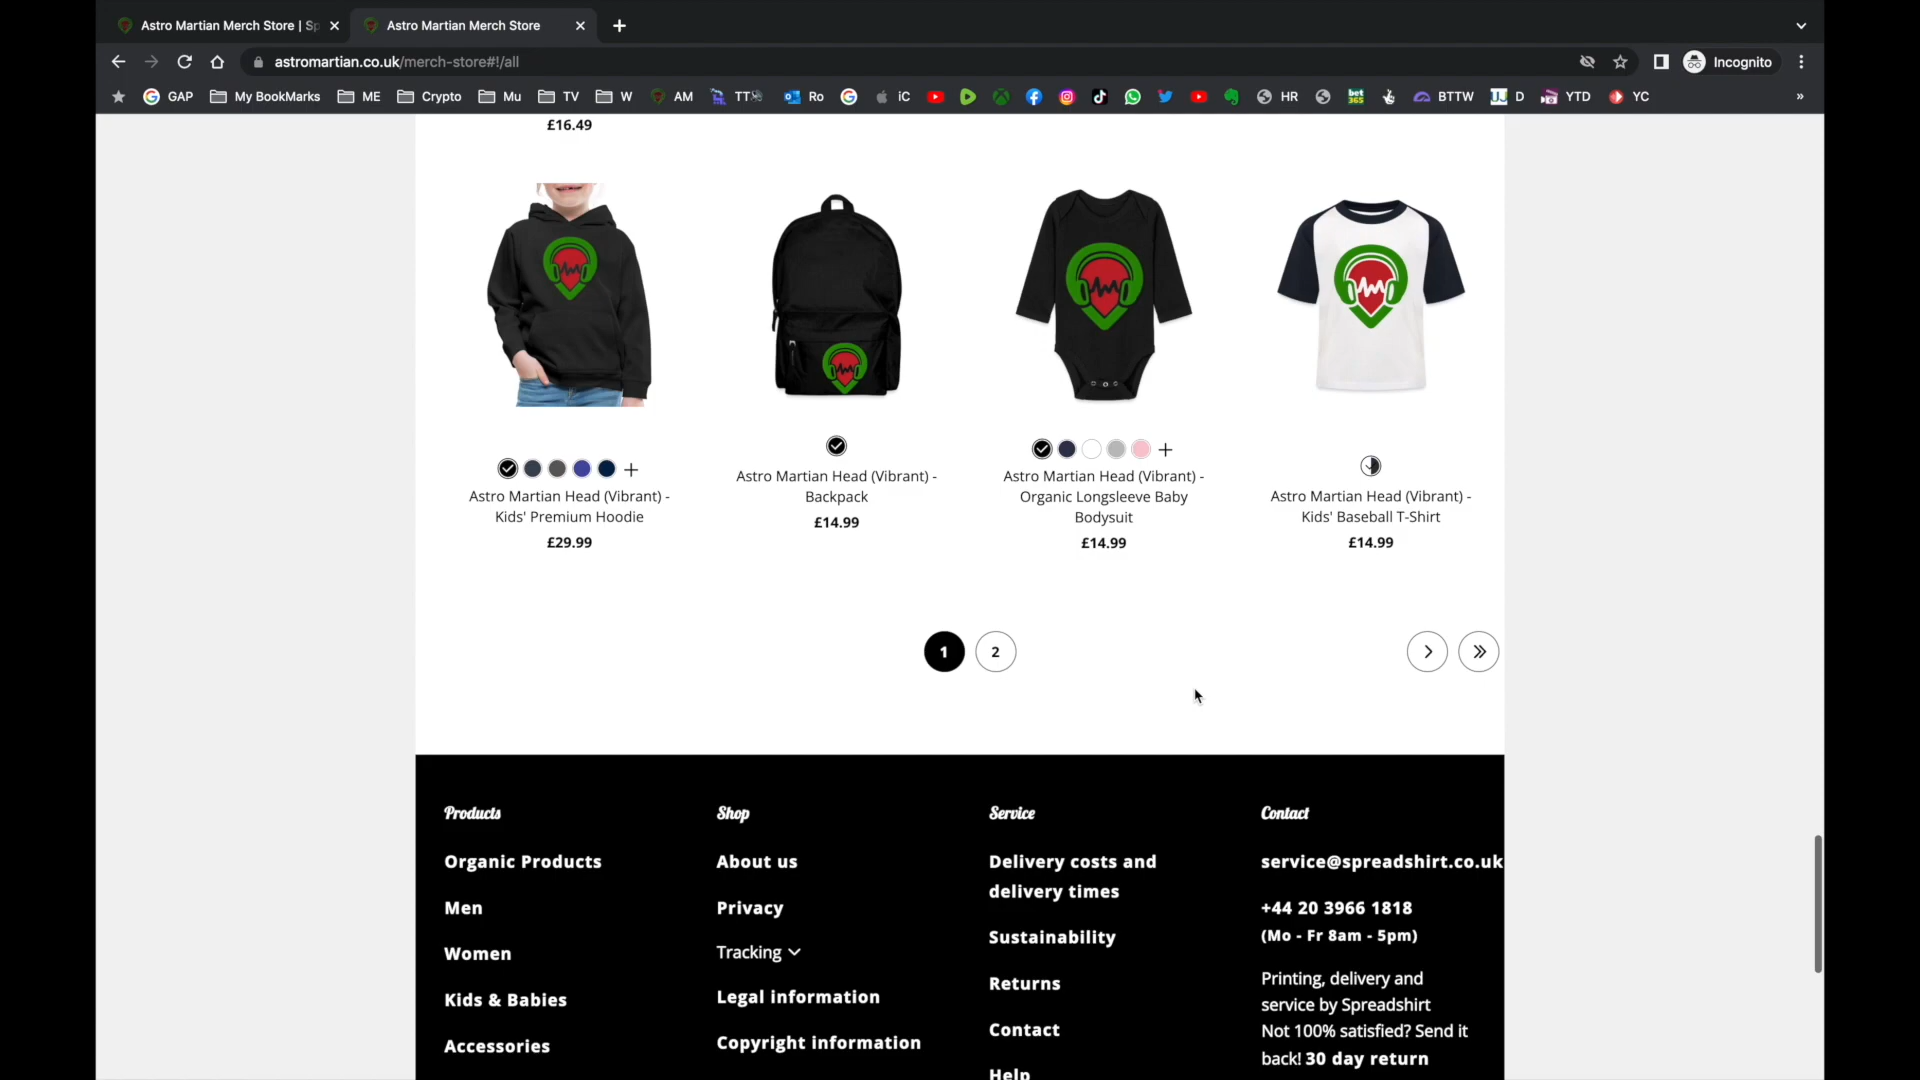 Astro Martian Merch Store | Sp
Astro Martian Merch Store
astromartian.co.uk/merch-store#!/all
Incognito
GAP My BookMarks ME Crypto Mu TV W AM TT Ro iC HR bet365 BTTW D YTD YC
£16.49
Astro Martian Head (Vibrant) -
Kids' Premium Hoodie
£29.99
Astro Martian Head (Vibrant) -
Backpack
£14.99
Astro Martian Head (Vibrant) -
Organic Longsleeve Baby
Bodysuit
£14.99
Astro Martian Head (Vibrant) -
Kids' Baseball T-Shirt
£14.99
1 2
Products
Organic Products
Men
Women
Kids & Babies
Accessories
Shop
About us
Privacy
Tracking
Legal information
Copyright information
Service
Delivery costs and
delivery times
Sustainability
Returns
Contact
Help
Contact
service@spreadshirt.co.uk
+44 20 3966 1818
(Mo - Fr 8am - 5pm)
Printing, delivery and
service by Spreadshirt
Not 100% satisfied? Send it
back! 30 day return